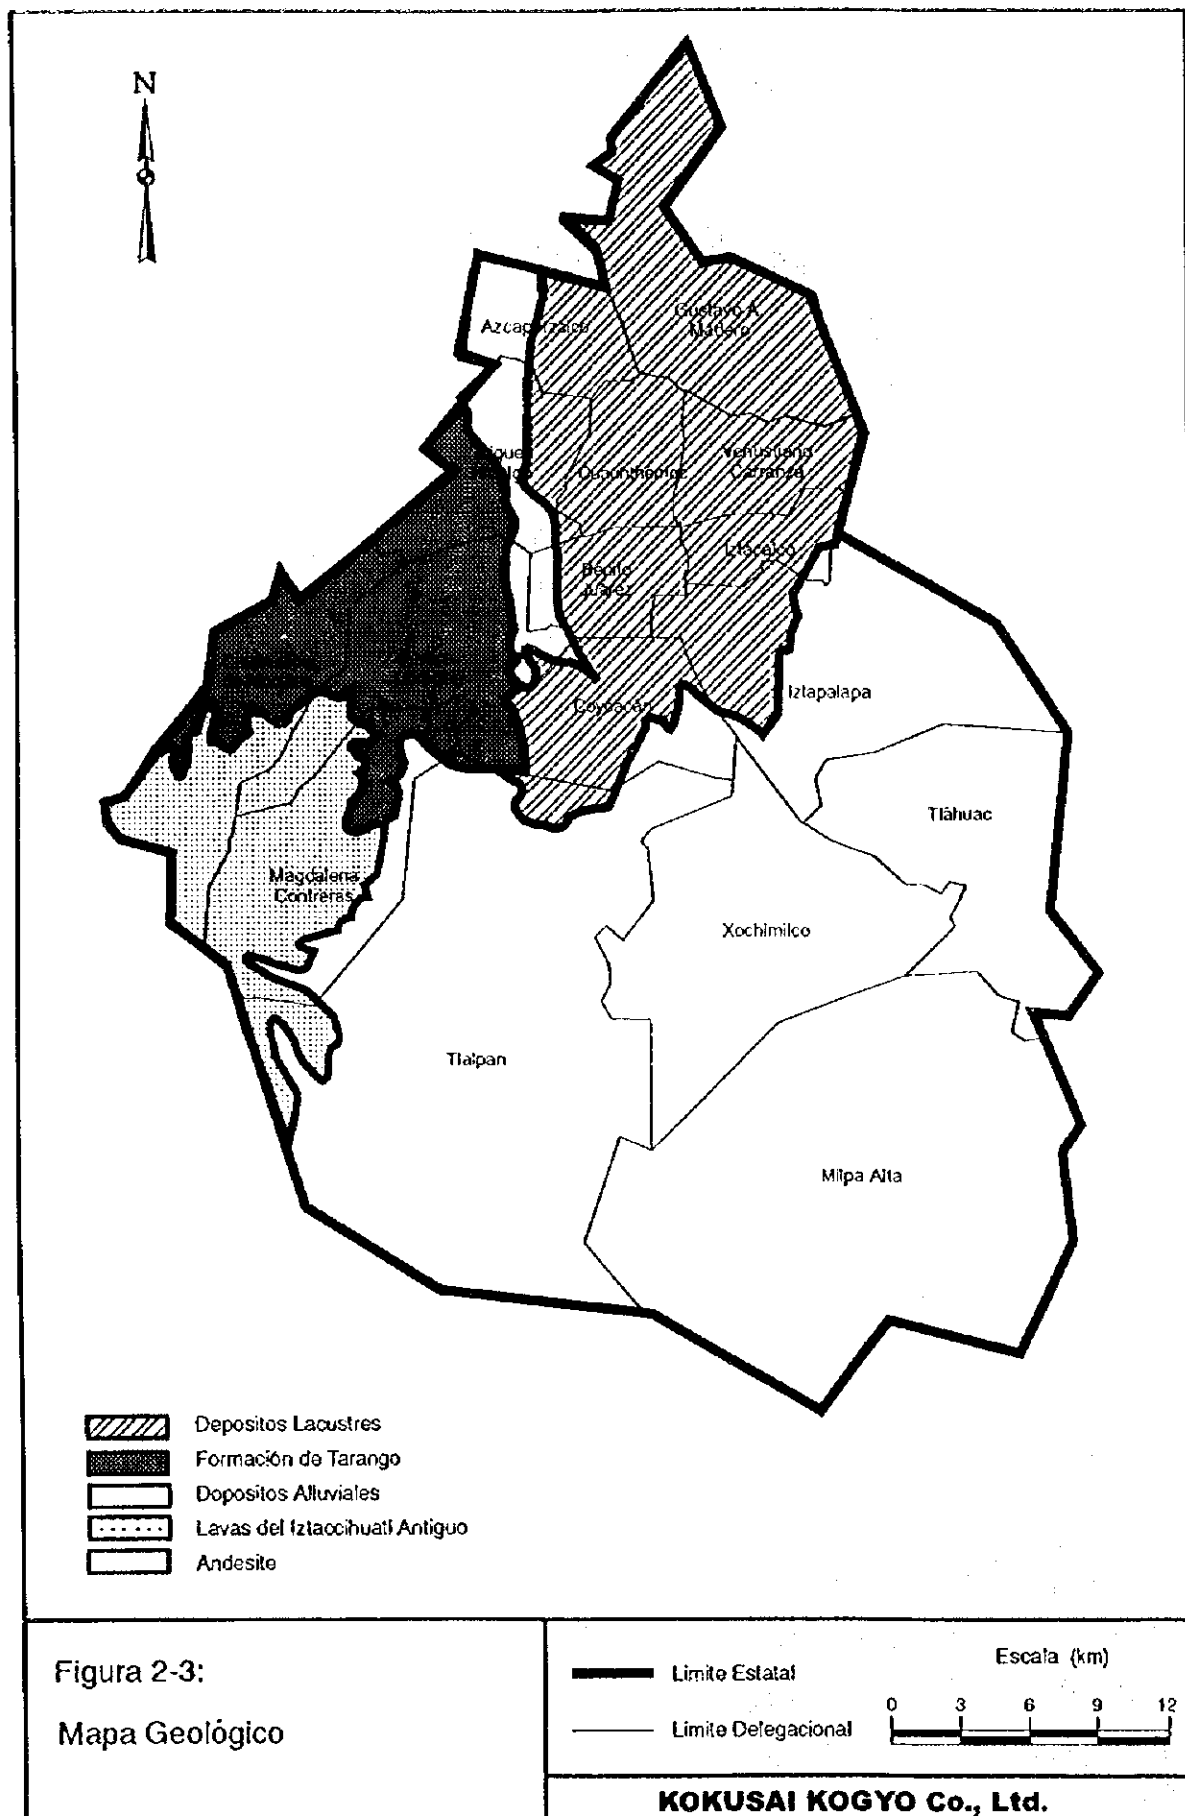 N
Gustavo A.
Madero
Venustiano
Carranza
Iztacalco
Benito
Juárez
Iztapalapa
Coyoacán
Tláhuac
Magdalena
Contreras
Xochimilco
Tlalpan
Milpa Alta
Depositos Lacustres
Formación de Tarango
Dopositos Alluviales
Lavas del Iztaccihuatl Antiguo
Andesite
Figura 2-3:
Mapa Geológico
Limite Estatal
Limite Delegacional
Escala (km)
0 3 6 9 12
KOKUSAI KOGYO Co., Ltd.